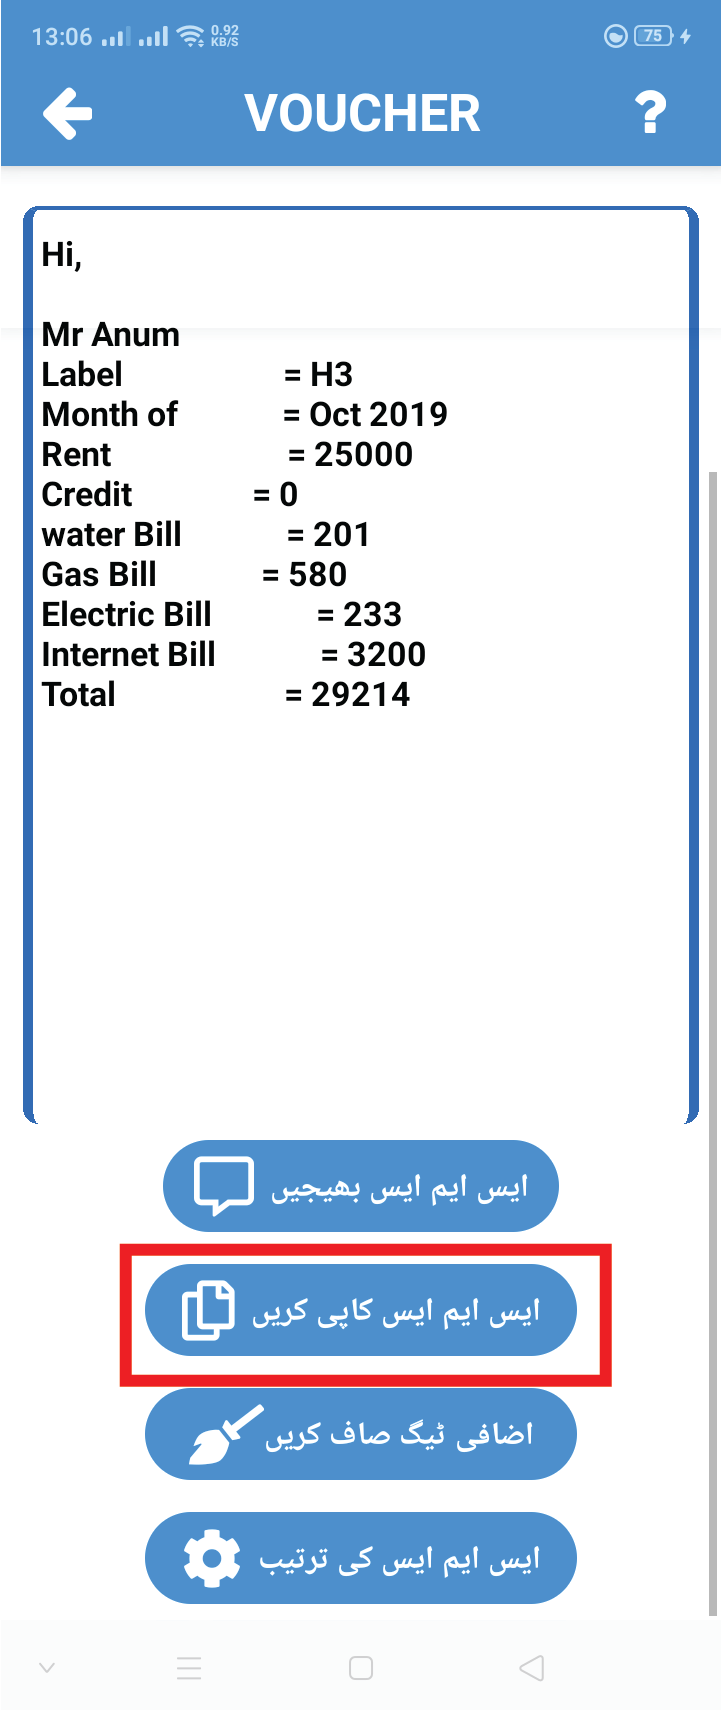 13:06 0.92 KB/S 75
VOUCHER ?
Hi,
Mr Anum
Label = H3
Month of = Oct 2019
Rent = 25000
Credit = 0
water Bill = 201
Gas Bill = 580
Electric Bill = 233
Internet Bill = 3200
Total = 29214
ایس ایم ایس بھیجیں
ایس ایم ایس کاپی کریں
اضافی ٹیگ صاف کریں
ایس ایم ایس کی ترتیب